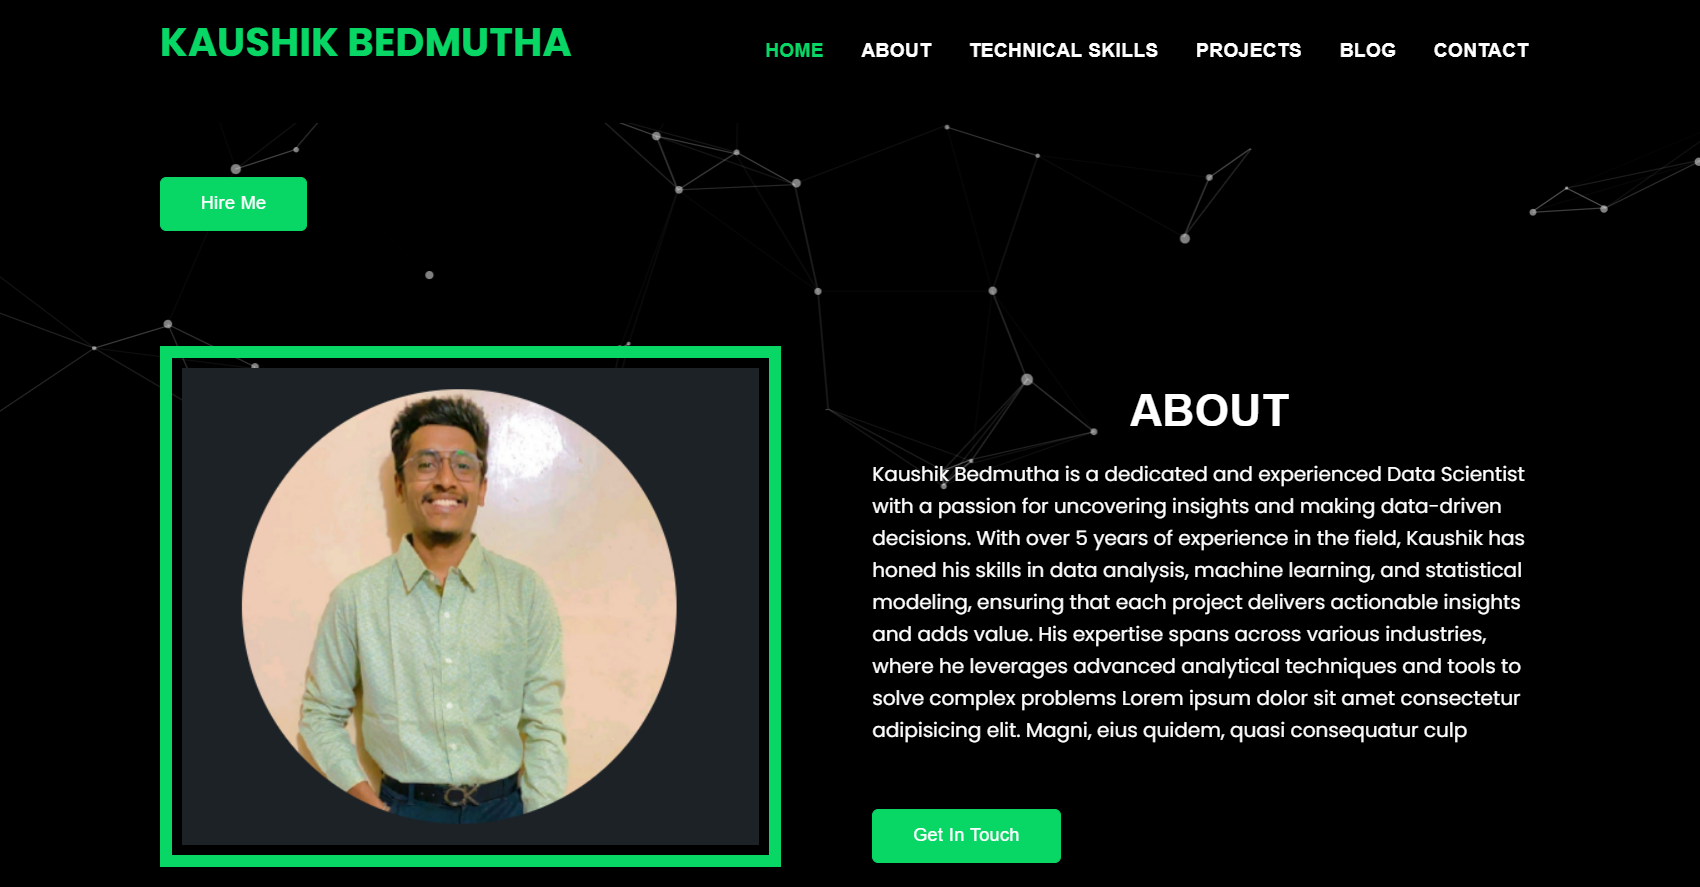 KAUSHIK BEDMUTHA
HOME ABOUT TECHNICAL SKILLS PROJECTS BLOG CONTACT
Hire Me
ABOUT
Kaushik Bedmutha is a dedicated and experienced Data Scientist
with a passion for uncovering insights and making data-driven
decisions. With over 5 years of experience in the field, Kaushik has
honed his skills in data analysis, machine learning, and statistical
modeling, ensuring that each project delivers actionable insights
and adds value. His expertise spans across various industries,
where he leverages advanced analytical techniques and tools to
solve complex problems Lorem ipsum dolor sit amet consectetur
adipisicing elit. Magni, eius quidem, quasi consequatur culp
Get In Touch